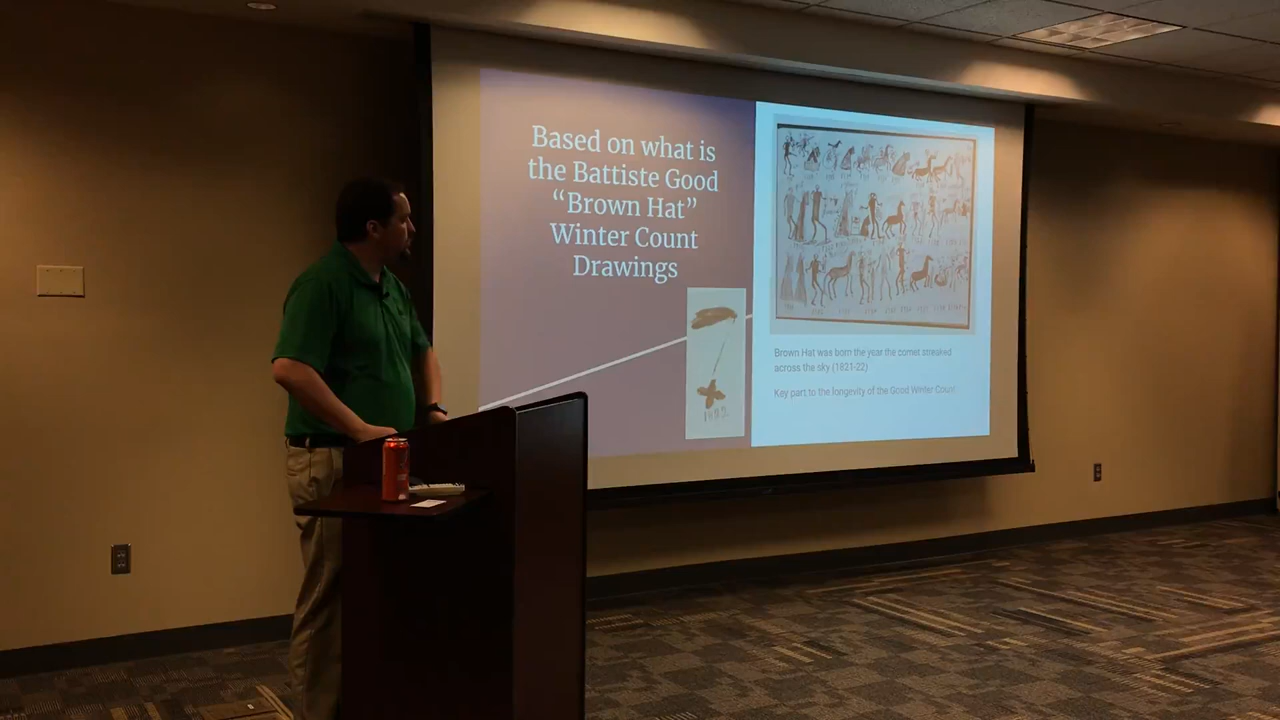 Based on what is
the Battiste Good
“Brown Hat”
Winter Count
Drawings
Brown Hat was born the year the comet streaked
across the sky (1821-22)
Key part to the longevity of the Good Winter Count